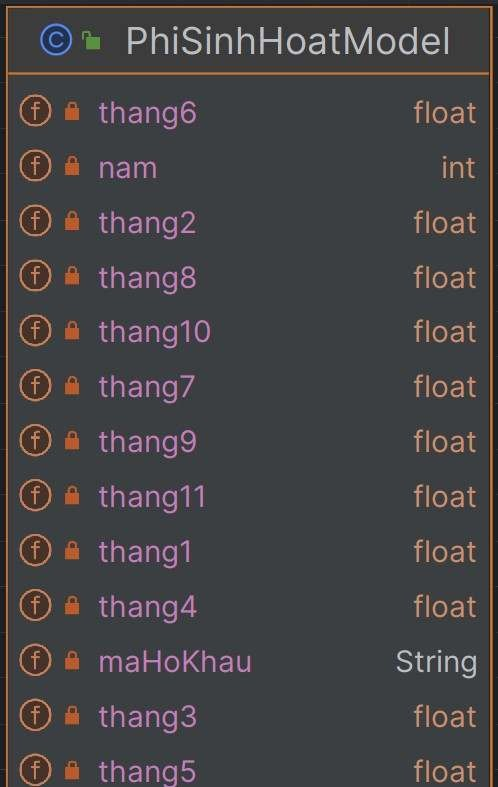 PhiSinhHoatModel
thang6 float
nam int
thang2 float
thang8 float
thang10 float
thang7 float
thang9 float
thang11 float
thang1 float
thang4 float
maHoKhau String
thang3 float
thang5 float